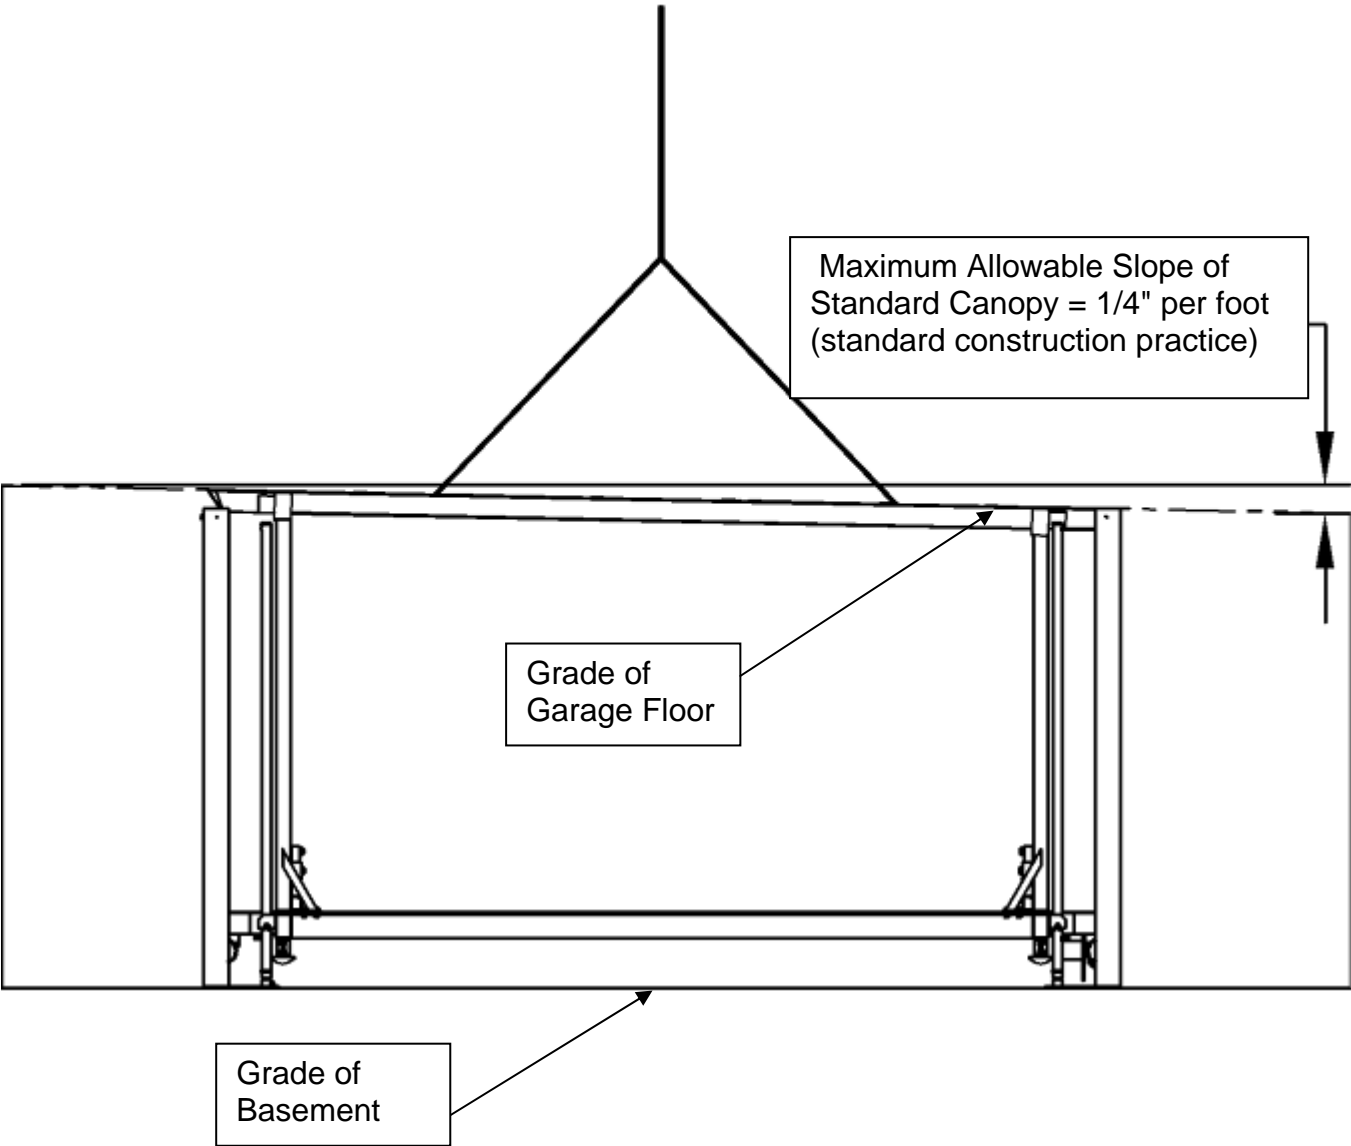 Maximum Allowable Slope of
Standard Canopy = 1/4" per foot
(standard construction practice)
Grade of
Garage Floor
Grade of
Basement